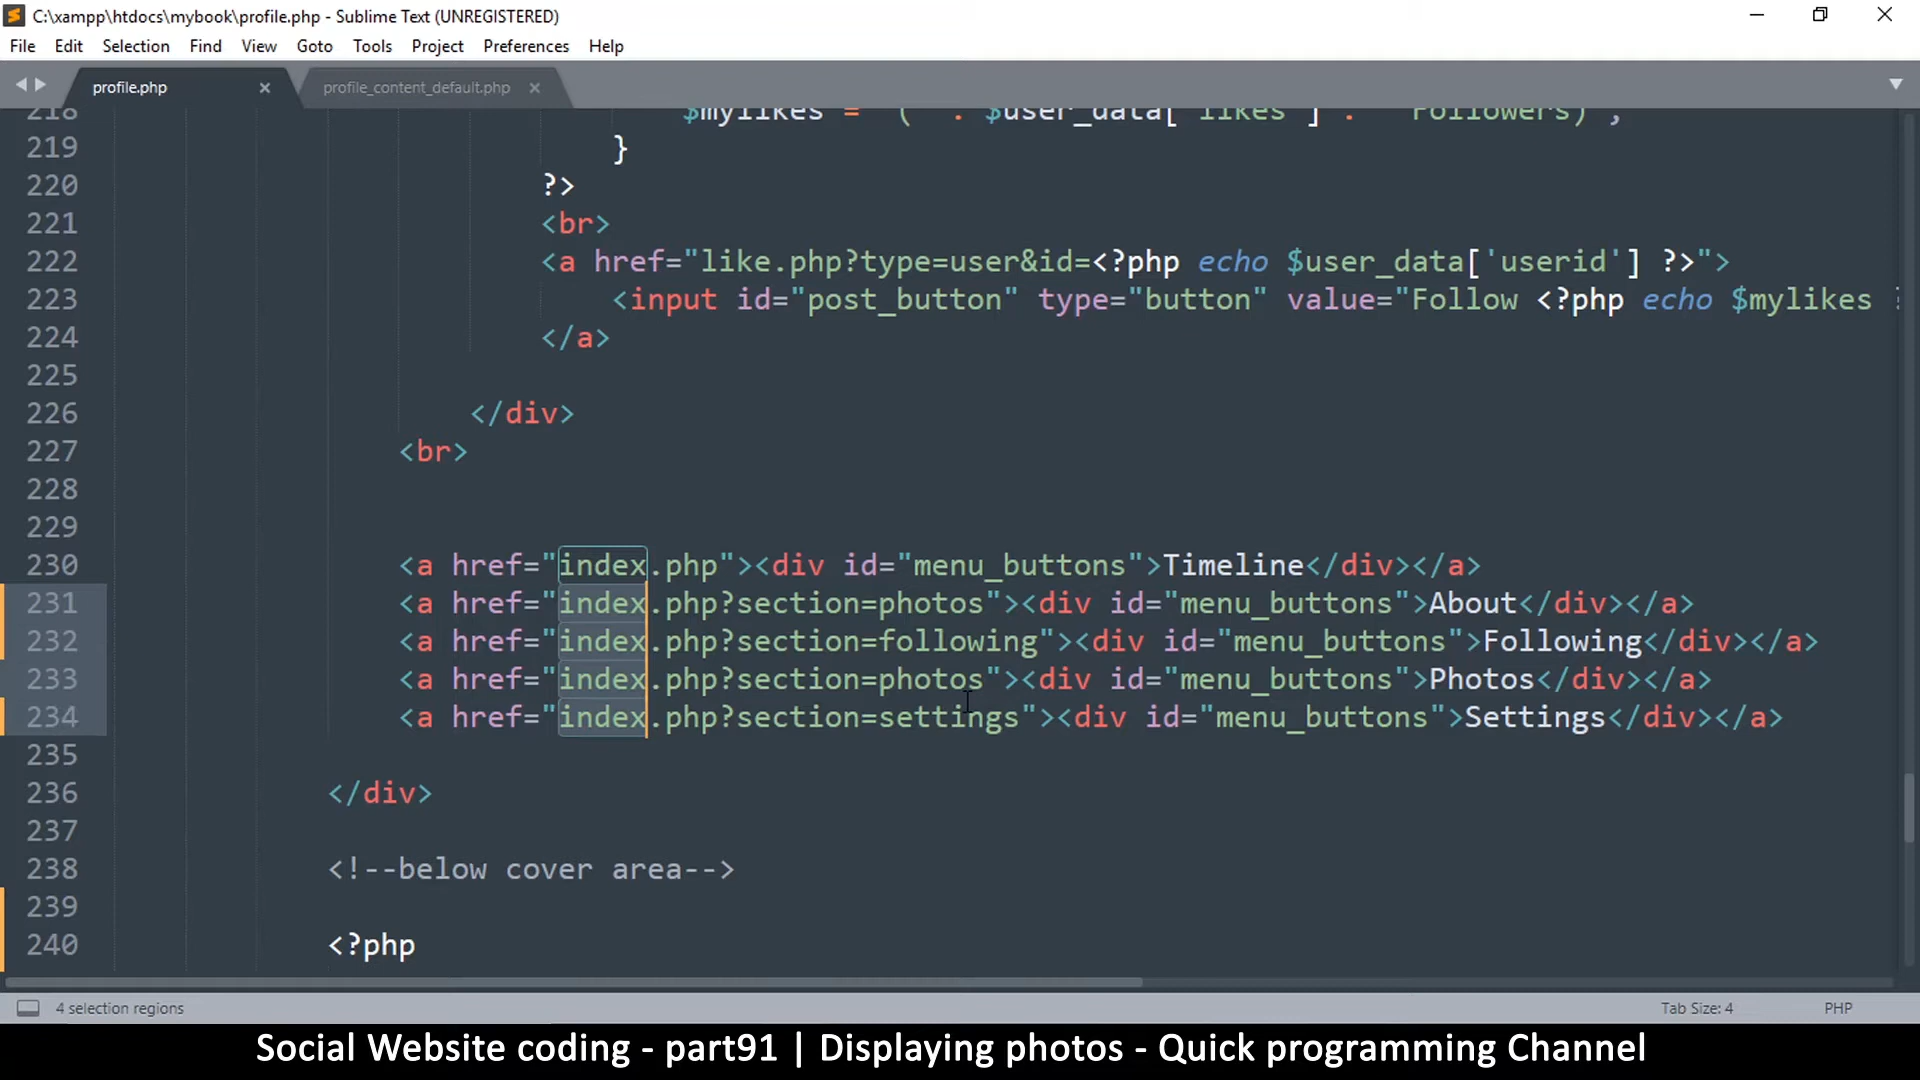 C:\xampp\htdocs\mybook\profile.php - Sublime Text (UNREGISTERED)
File Edit Selection Find View Goto Tools Project Preferences Help
profile.php × profile_content_default.php ×
218 $mylikes = ( . $user_data[ likes ] . Followers) ,
219 }
220 ?>
221 <br>
222 <a href="like.php?type=user&id=<?php echo $user_data['userid'] ?>">
223 <input id="post_button" type="button" value="Follow <?php echo $mylikes
224 </a>
225
226 </div>
227 <br>
228
229
230 <a href="index.php"><div id="menu_buttons">Timeline</div></a>
231 <a href="index.php?section=photos"><div id="menu_buttons">About</div></a>
232 <a href="index.php?section=following"><div id="menu_buttons">Following</div></a>
233 <a href="index.php?section=photos"><div id="menu_buttons">Photos</div></a>
234 <a href="index.php?section=settings"><div id="menu_buttons">Settings</div></a>
235
236 </div>
237
238 <!--below cover area-->
239
240 <?php
4 selection regions Tab Size: 4 PHP
Social Website coding - part91 | Displaying photos - Quick programming Channel